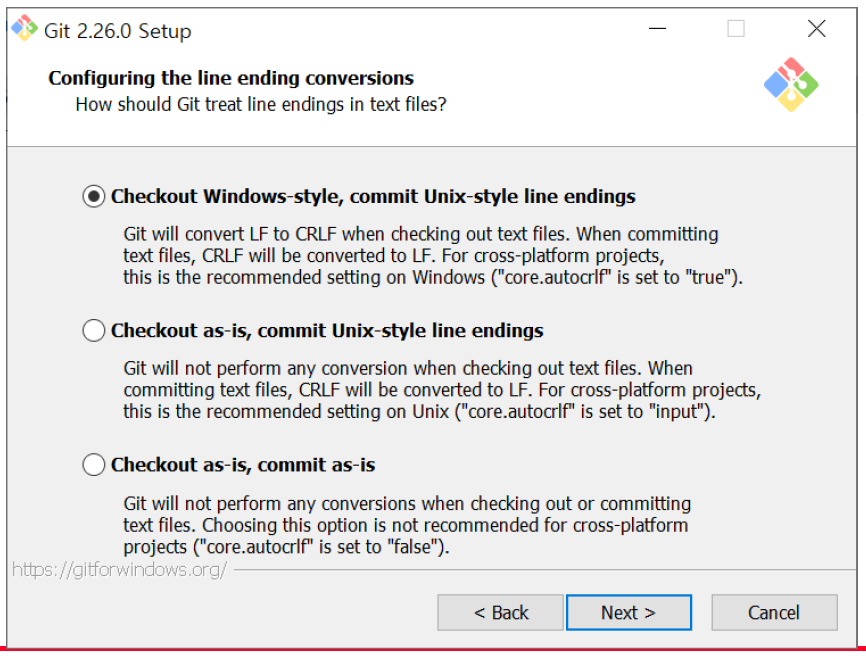 Git 2.26.0 Setup
Configuring the line ending conversions
How should Git treat line endings in text files?
Checkout Windows-style, commit Unix-style line endings
Git will convert LF to CRLF when checking out text files. When committing
text files, CRLF will be converted to LF. For cross-platform projects,
this is the recommended setting on Windows ("core.autocrlf" is set to "true").
Checkout as-is, commit Unix-style line endings
Git will not perform any conversion when checking out text files. When
committing text files, CRLF will be converted to LF. For cross-platform projects,
this is the recommended setting on Unix ("core.autocrlf" is set to "input").
Checkout as-is, commit as-is
Git will not perform any conversions when checking out or committing
text files. Choosing this option is not recommended for cross-platform
projects ("core.autocrlf" is set to "false").
https://gitforwindows.org/
< Back Next > Cancel